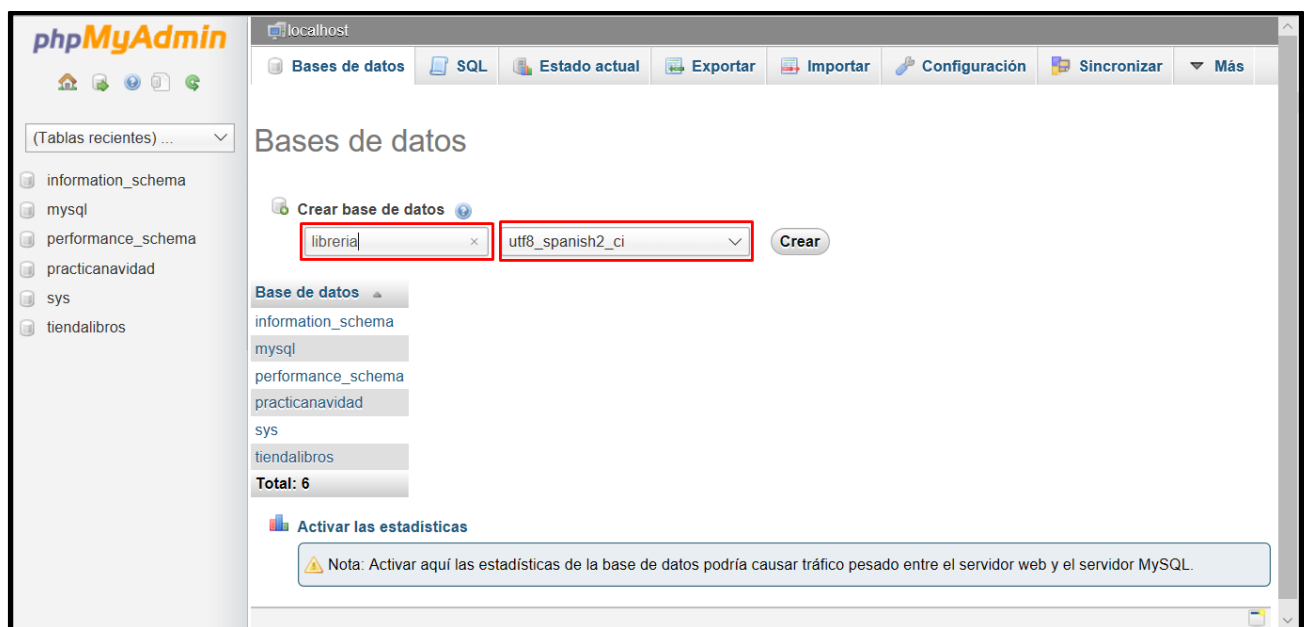 phpMyAdmin
(Tablas recientes) ...
information_schema
mysql
performance_schema
practicanavidad
sys
tiendalibros
localhost
Bases de datos SQL Estado actual Exportar Importar Configuración Sincronizar Más
Bases de datos
Crear base de datos
libreria × utf8_spanish2_ci Crear
Base de datos
information_schema
mysql
performance_schema
practicanavidad
sys
tiendalibros
Total: 6
Activar las estadísticas
Nota: Activar aquí las estadísticas de la base de datos podría causar tráfico pesado entre el servidor web y el servidor MySQL.